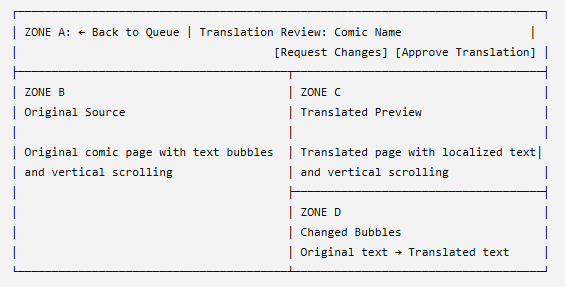 ZONE A: ← Back to Queue | Translation Review: Comic Name
[Request Changes] [Approve Translation]
ZONE B
Original Source
Original comic page with text bubbles
and vertical scrolling
ZONE C
Translated Preview
Translated page with localized text
and vertical scrolling
ZONE D
Changed Bubbles
Original text → Translated text